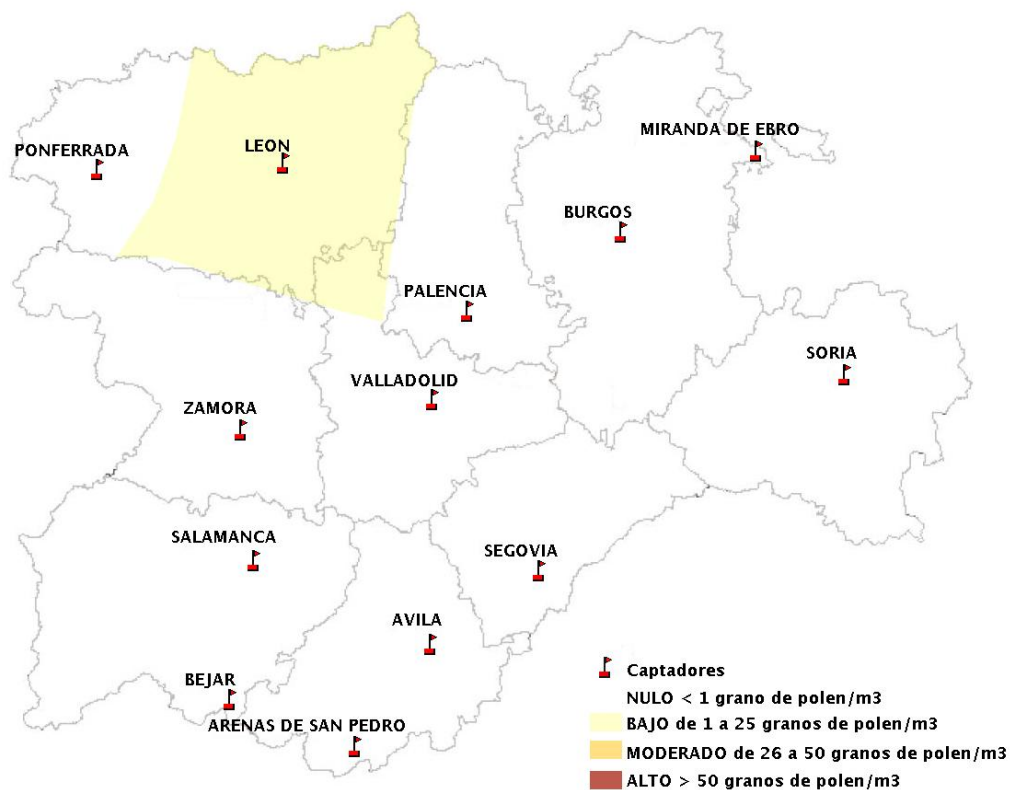 MIRANDA DE EBRO
PONFERRADA
LEON
BURGOS
PALENCIA
SORIA
VALLADOLID
ZAMORA
SALAMANCA
SEGOVIA
AVILA
BEJAR
ARENAS DE SAN PEDRO
Captadores
NULO < 1 grano de polen/m3
BAJO de 1 a 25 granos de polen/m3
MODERADO de 26 a 50 granos de polen/m3
ALTO > 50 granos de polen/m3